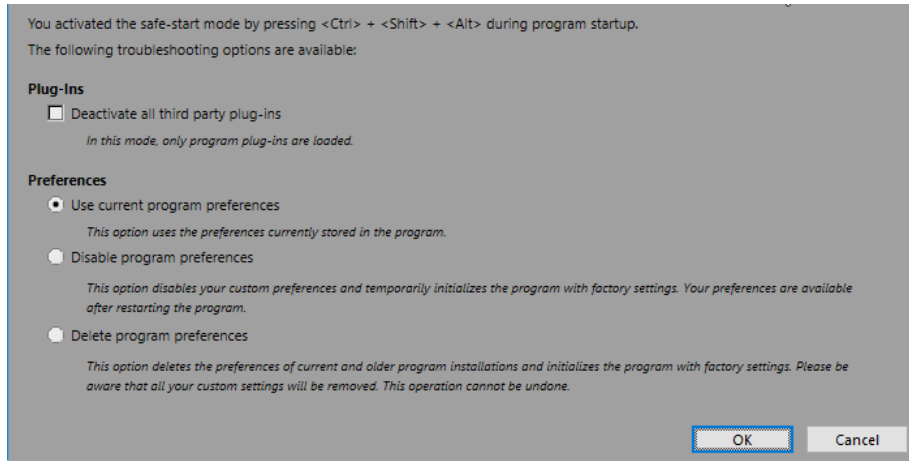 You activated the safe-start mode by pressing <Ctrl> + <Shift> + <Alt> during program startup.
The following troubleshooting options are available:
Plug-Ins
Deactivate all third party plug-ins
In this mode, only program plug-ins are loaded.
Preferences
Use current program preferences
This option uses the preferences currently stored in the program.
Disable program preferences
This option disables your custom preferences and temporarily initializes the program with factory settings. Your preferences are available
after restarting the program.
Delete program preferences
This option deletes the preferences of current and older program installations and initializes the program with factory settings. Please be
aware that all your custom settings will be removed. This operation cannot be undone.
OK Cancel